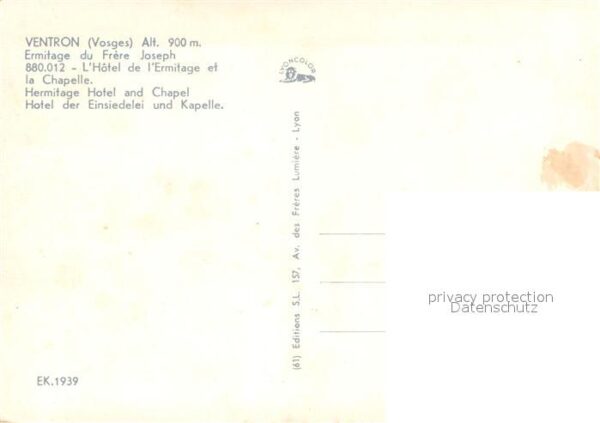 VENTRON (Vosges) Alt. 900 m.
Ermitage du Frère Joseph
880.012 - L'Hôtel de l'Ermitage et
la Chapelle.
Hermitage Hotel and Chapel
Hotel der Einsiedelei und Kapelle.
LYONCOLOR
(61) Editions S.L. 157, Av. des Frères Lumière - Lyon
privacy protection
Datenschutz
EK.1939